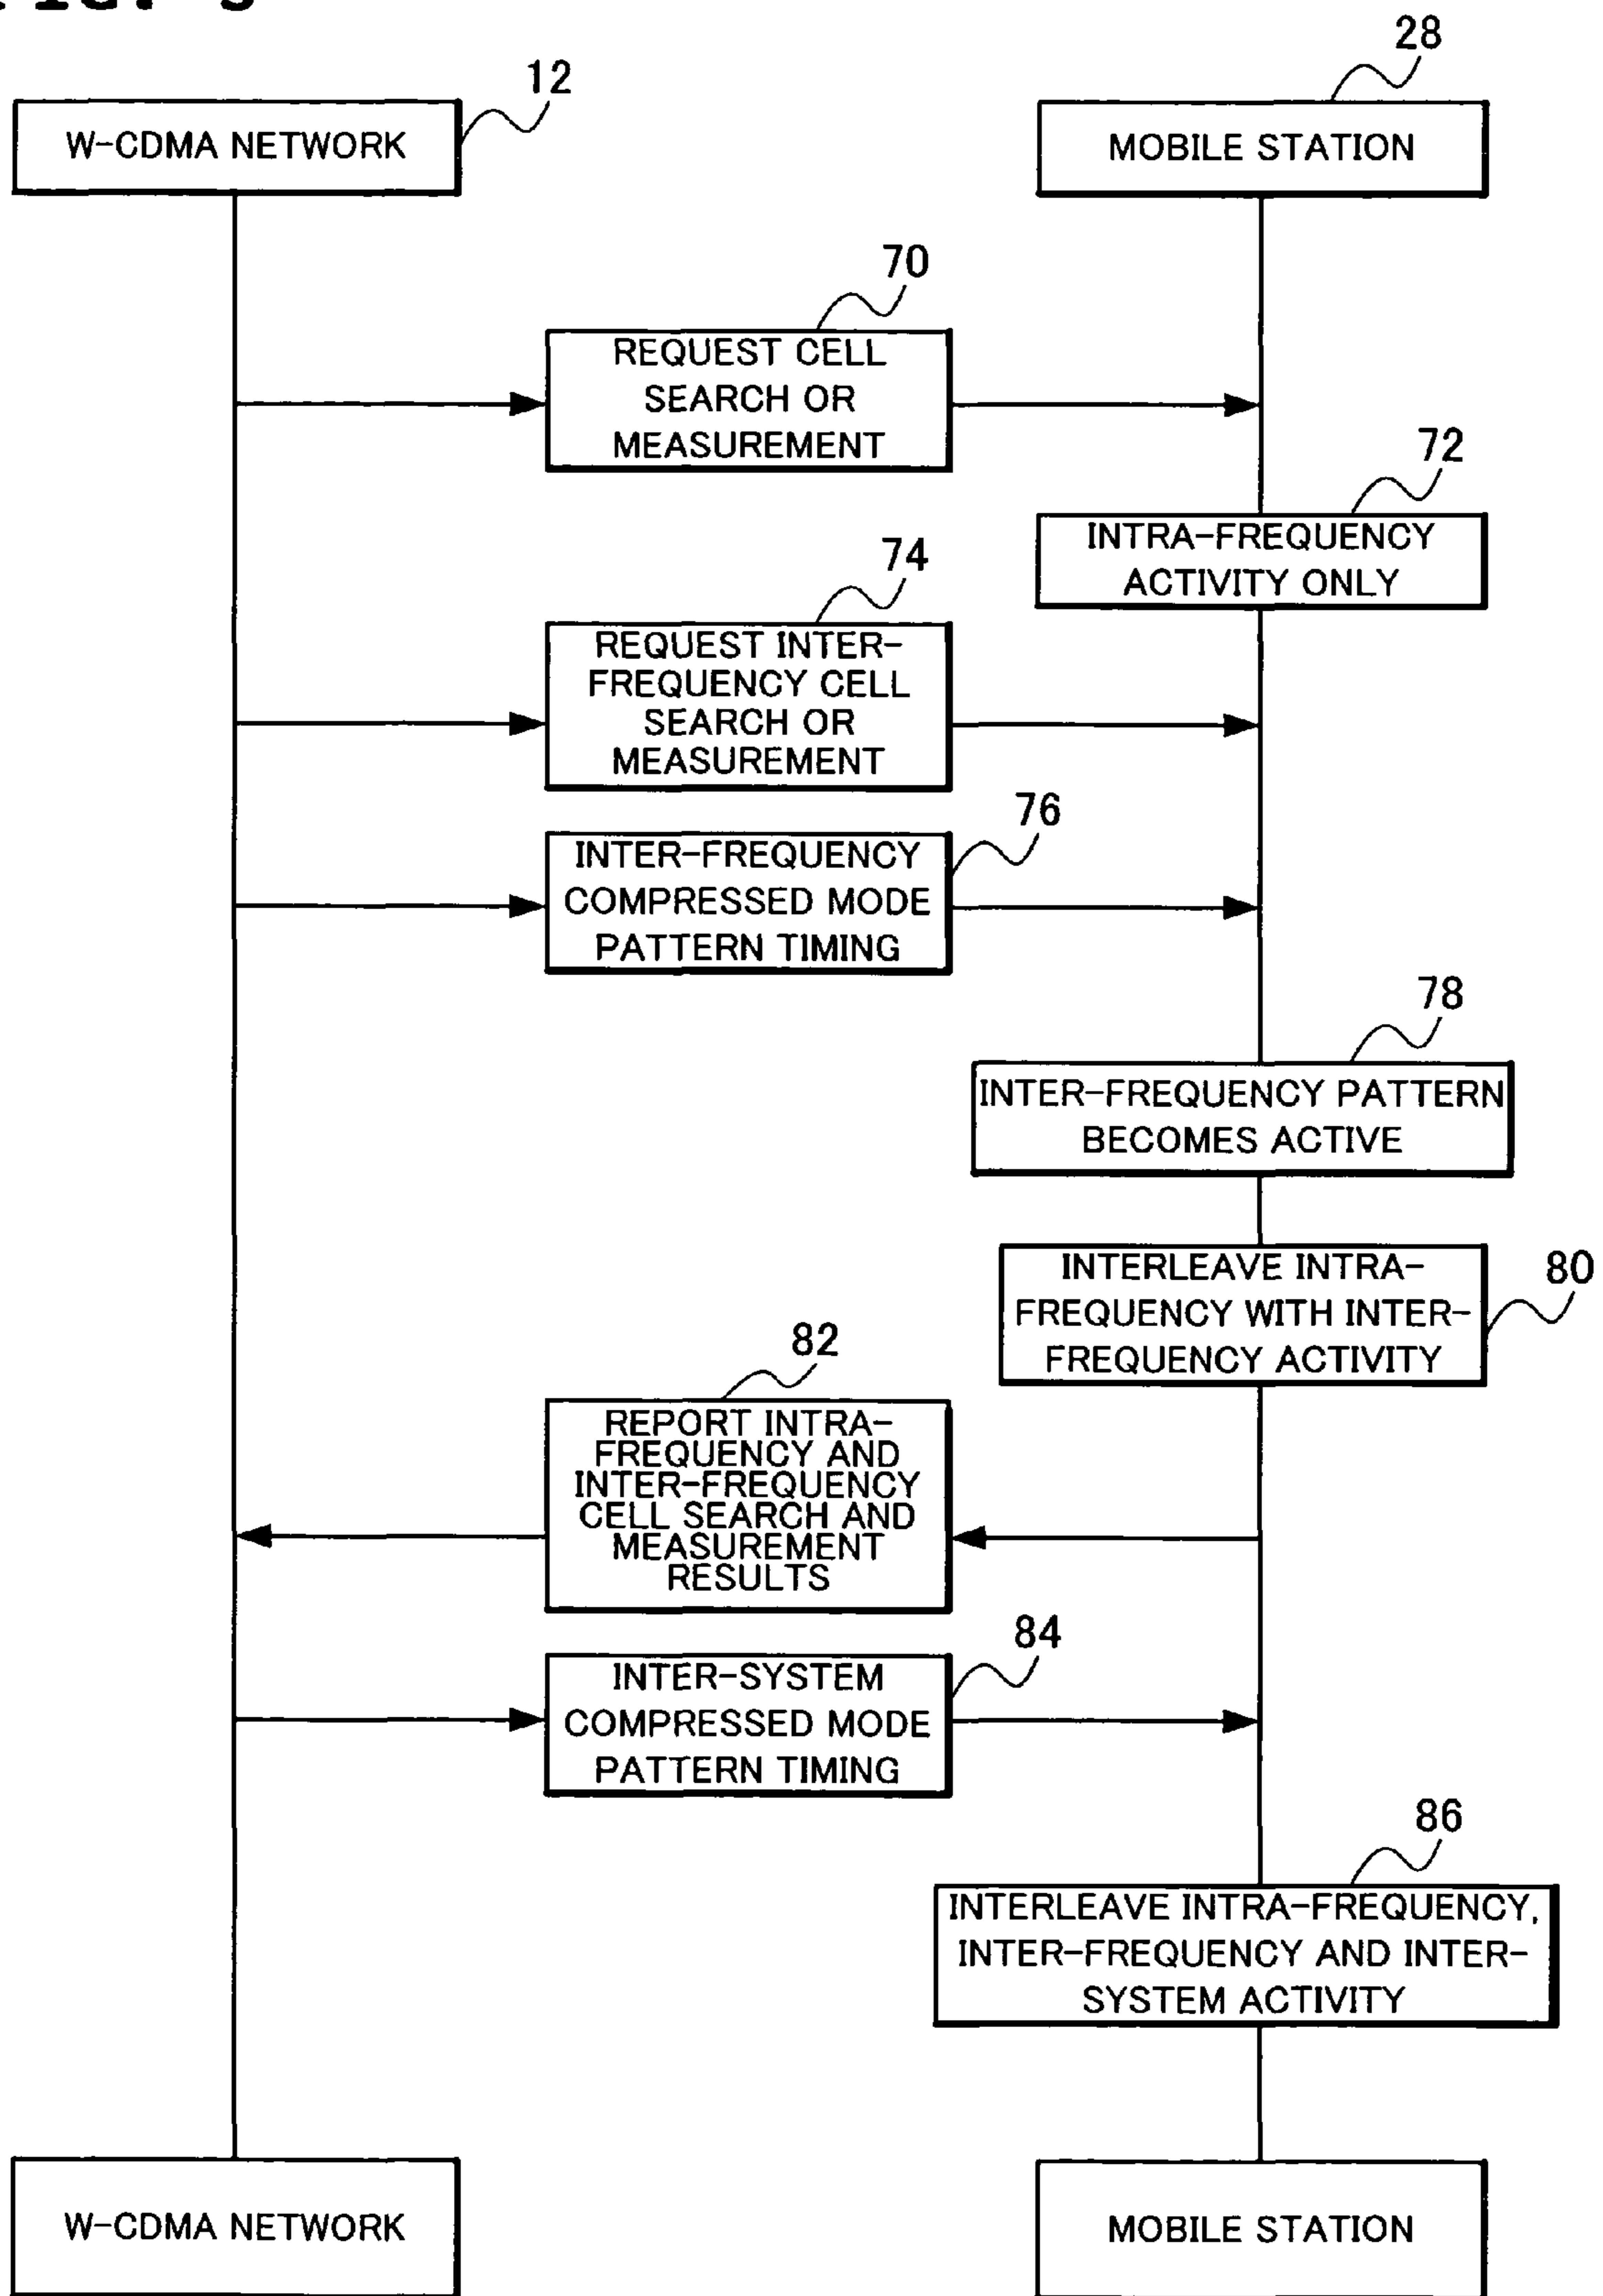 28
12
W-CDMA NETWORK
MOBILE STATION
70
REQUEST CELL
SEARCH OR
MEASUREMENT
72
INTRA-FREQUENCY
ACTIVITY ONLY
74
REQUEST INTER-
FREQUENCY CELL
SEARCH OR
MEASUREMENT
76
INTER-FREQUENCY
COMPRESSED MODE
PATTERN TIMING
78
INTER-FREQUENCY PATTERN
BECOMES ACTIVE
80
INTERLEAVE INTRA-
FREQUENCY WITH INTER-
FREQUENCY ACTIVITY
82
REPORT INTRA-
FREQUENCY AND
INTER-FREQUENCY
CELL SEARCH AND
MEASUREMENT
RESULTS
84
INTER-SYSTEM
COMPRESSED MODE
PATTERN TIMING
86
INTERLEAVE INTRA-FREQUENCY,
INTER-FREQUENCY AND INTER-
SYSTEM ACTIVITY
W-CDMA NETWORK
MOBILE STATION